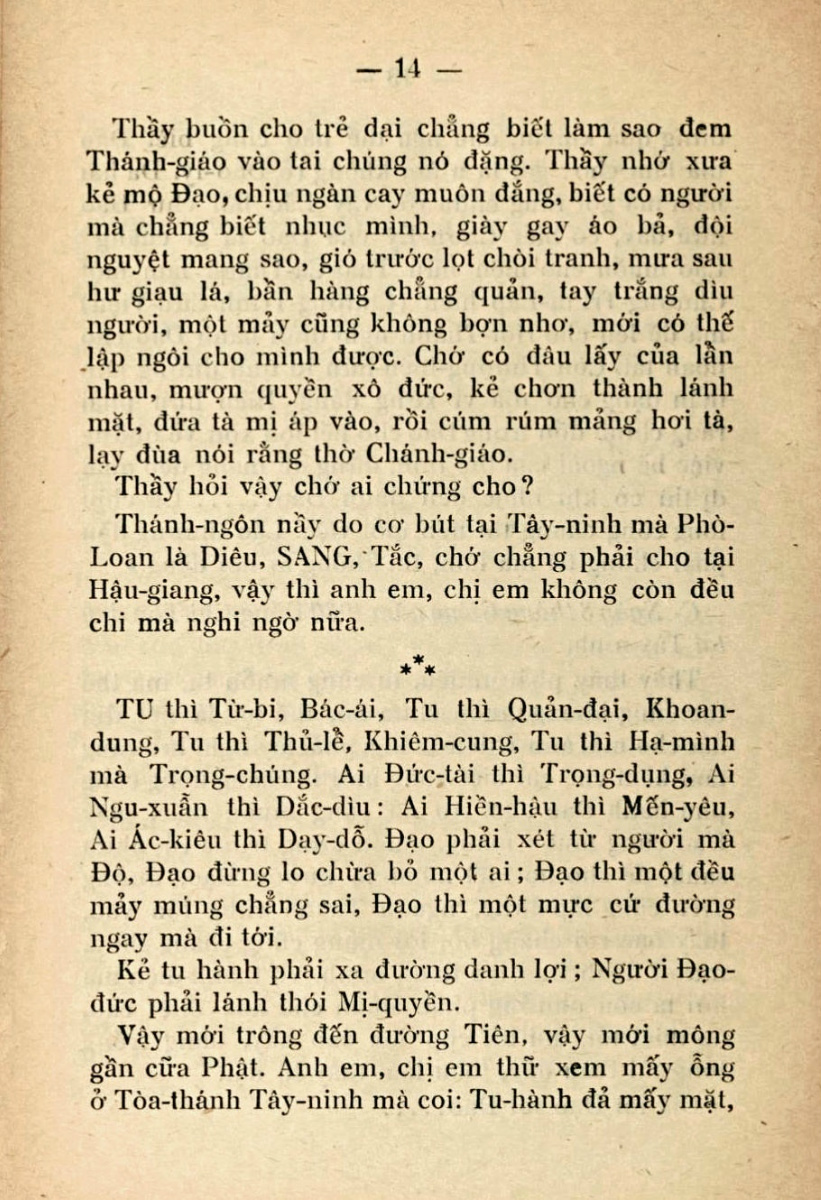 — 14 —
Thầy buồn cho trẻ dại chẳng biết làm sao đem
Thánh-giáo vào tai chúng nó đặng. Thầy nhớ xưa
kẻ mộ Đạo, chịu ngàn cay muôn đắng, biết có người
mà chẳng biết nhục mình, giày gay áo bả, đội
nguyệt mang sao, gió trước lọt chòi tranh, mưa sau
hư giạu lá, bần hàng chẳng quản, tay trắng dìu
người, một mảy cũng không bợn nhơ, mới có thế
lập ngôi cho mình được. Chớ có đâu lấy của lẫn
nhau, mượn quyền xô đức, kẻ chơn thành lánh
mặt, đứa tà mị áp vào, rồi cúm rúm mảng hơi tà,
lạy đùa nói rằng thờ Chánh-giáo.
Thầy hỏi vậy chớ ai chứng cho ?
Thánh-ngôn nầy do cơ bút tại Tây-ninh mà Phò-
Loan là Diêu, SANG, Tắc, chớ chẳng phải cho tại
Hậu-giang, vậy thì anh em, chị em không còn đều
chi mà nghi ngờ nữa.
***
TU thì Từ-bi, Bác-ái, Tu thì Quản-đại, Khoan-
dung, Tu thì Thủ-lễ, Khiêm-cung, Tu thì Hạ-mình
mà Trọng-chúng. Ai Đức-tài thì Trọng-dụng, Ai
Ngu-xuẫn thì Dắc-dìu : Ai Hiền-hậu thì Mến-yêu,
Ai Ác-kiêu thì Dạy-dỗ. Đạo phải xét từ người mà
Độ, Đạo đừng lo chừa bỏ một ai ; Đạo thì một đều
mảy múng chẳng sai, Đạo thì một mực cứ đường
ngay mà đi tới.
Kẻ tu hành phải xa đường danh lợi ; Người Đạo-
đức phải lánh thói Mị-quyền.
Vậy mới trông đến đường Tiên, vậy mới mông
gần cữa Phật. Anh em, chị em thữ xem mấy ổng
ở Tòa-thánh Tây-ninh mà coi: Tu-hành đả mấy mặt,